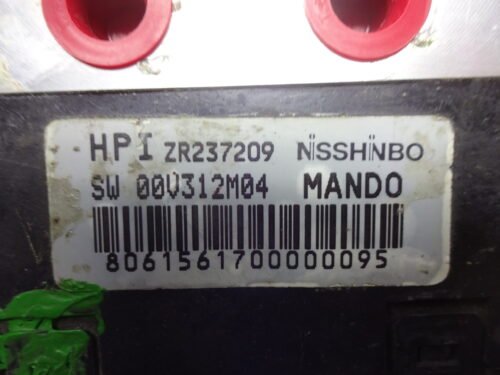 HPI ZR237209 NiSSHiNBO
SW 00V312M04 MANDO
8061561700000095